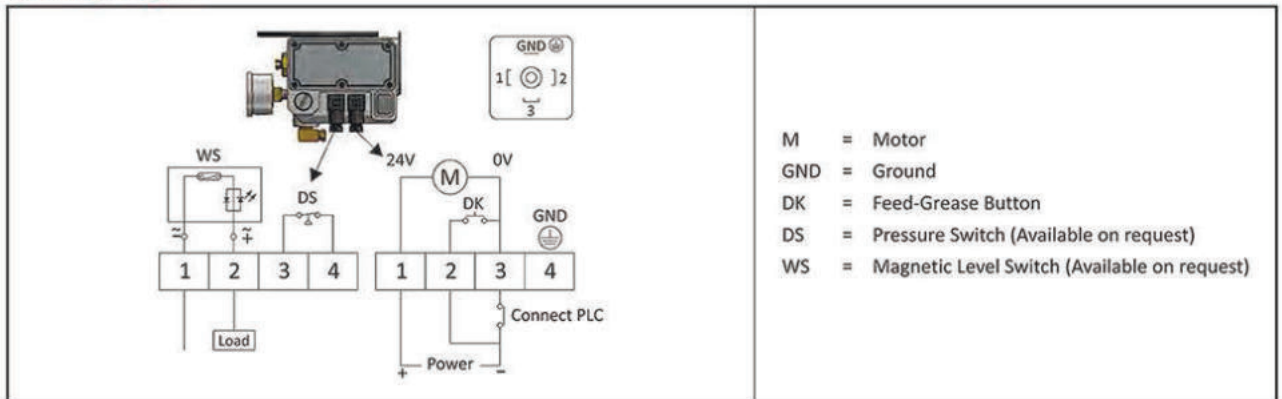 GND
1 2
3
WS
24V
0V
M
DS
DK
GND
1 2 3 4
1 2 3 4
Connect PLC
Load
+ Power −
M = Motor
GND = Ground
DK = Feed-Grease Button
DS = Pressure Switch (Available on request)
WS = Magnetic Level Switch (Available on request)